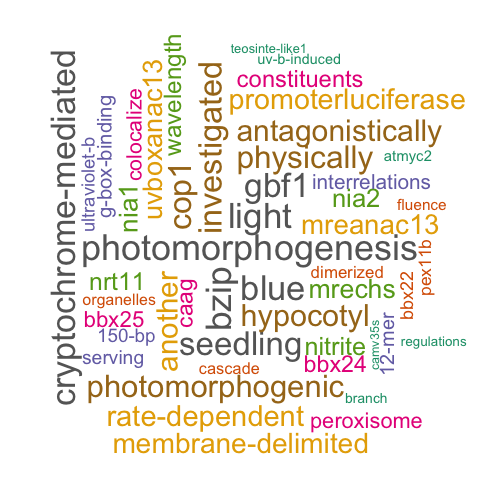 teosinte-like1
uv-b-induced
constituents
promoterluciferase
antagonistically
physically
atmyc2
gbf1
interrelations
nia2
fluence
light
mreanac13
photomorphogenesis
cryptochrome-mediated
ultraviolet-b
g-box-binding
colocalize
nia1
uvboxanac13
wavelength
cop1
investigated
nrt11
organelles
bbx25
150-bp
serving
another
caag
bzip
blue
dimerized
mrechs
bbx22
pex11b
hypocotyl
seedling
nitrite
bbx24
camv35s
12-mer
regulations
cascade
photomorphogenic
branch
rate-dependent
peroxisome
membrane-delimited